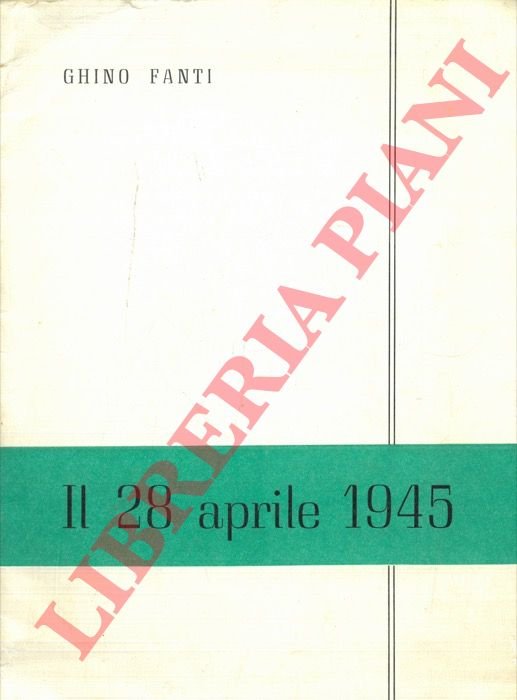 GHINO FANTI
Il 28 aprile 1945
LIBRERIA PIANI